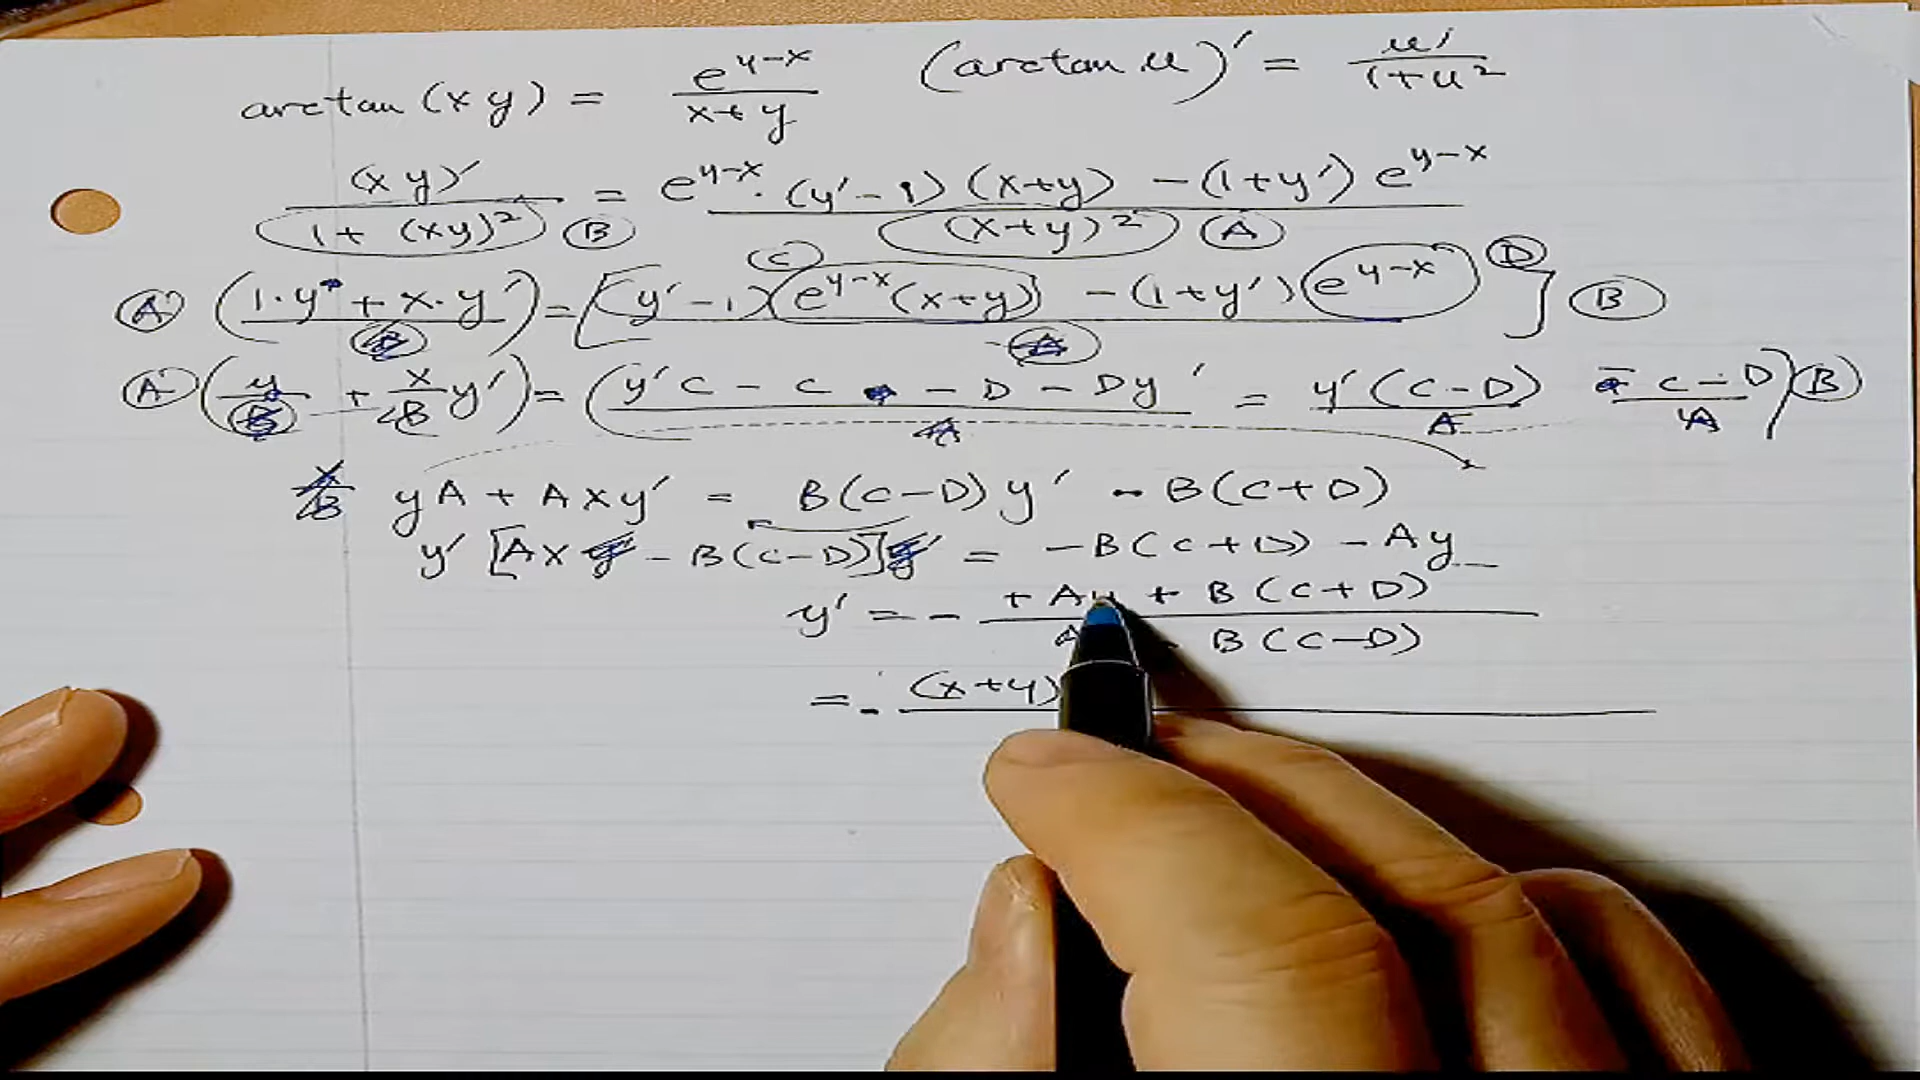 arctan (xy) = e^{y-x} / (x+y) (arctan u)' = u' / (1+u²)
(xy)' / (1 + (xy)²) Ⓑ = e^{y-x} · (y' - 1) (x+y) - (1+y') e^{y-x} / (x+y)² Ⓐ
Ⓐ (1·y + x·y') = [(y' - 1) e^{y-x} (x+y) Ⓒ - (1+y') e^{y-x} Ⓓ] / A Ⓑ
Ⓐ (y/B + x/B y') = (y'C - C - D - Dy' / A = y'(C-D) / A - C-D / A) Ⓑ
x/B yA + Axy' = B(C-D)y' - B(C+D)
y' [Ax - B(C-D)] = -B(C+D) - Ay
y' = - + Ay + B(C+D) / B(C-D)
= - (x+y)